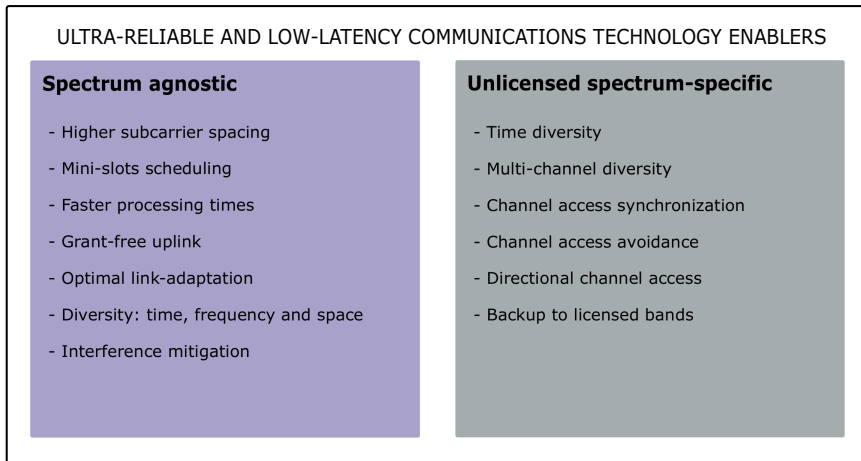 ULTRA-RELIABLE AND LOW-LATENCY COMMUNICATIONS TECHNOLOGY ENABLERS
Spectrum agnostic
- Higher subcarrier spacing
- Mini-slots scheduling
- Faster processing times
- Grant-free uplink
- Optimal link-adaptation
- Diversity: time, frequency and space
- Interference mitigation
Unlicensed spectrum-specific
- Time diversity
- Multi-channel diversity
- Channel access synchronization
- Channel access avoidance
- Directional channel access
- Backup to licensed bands